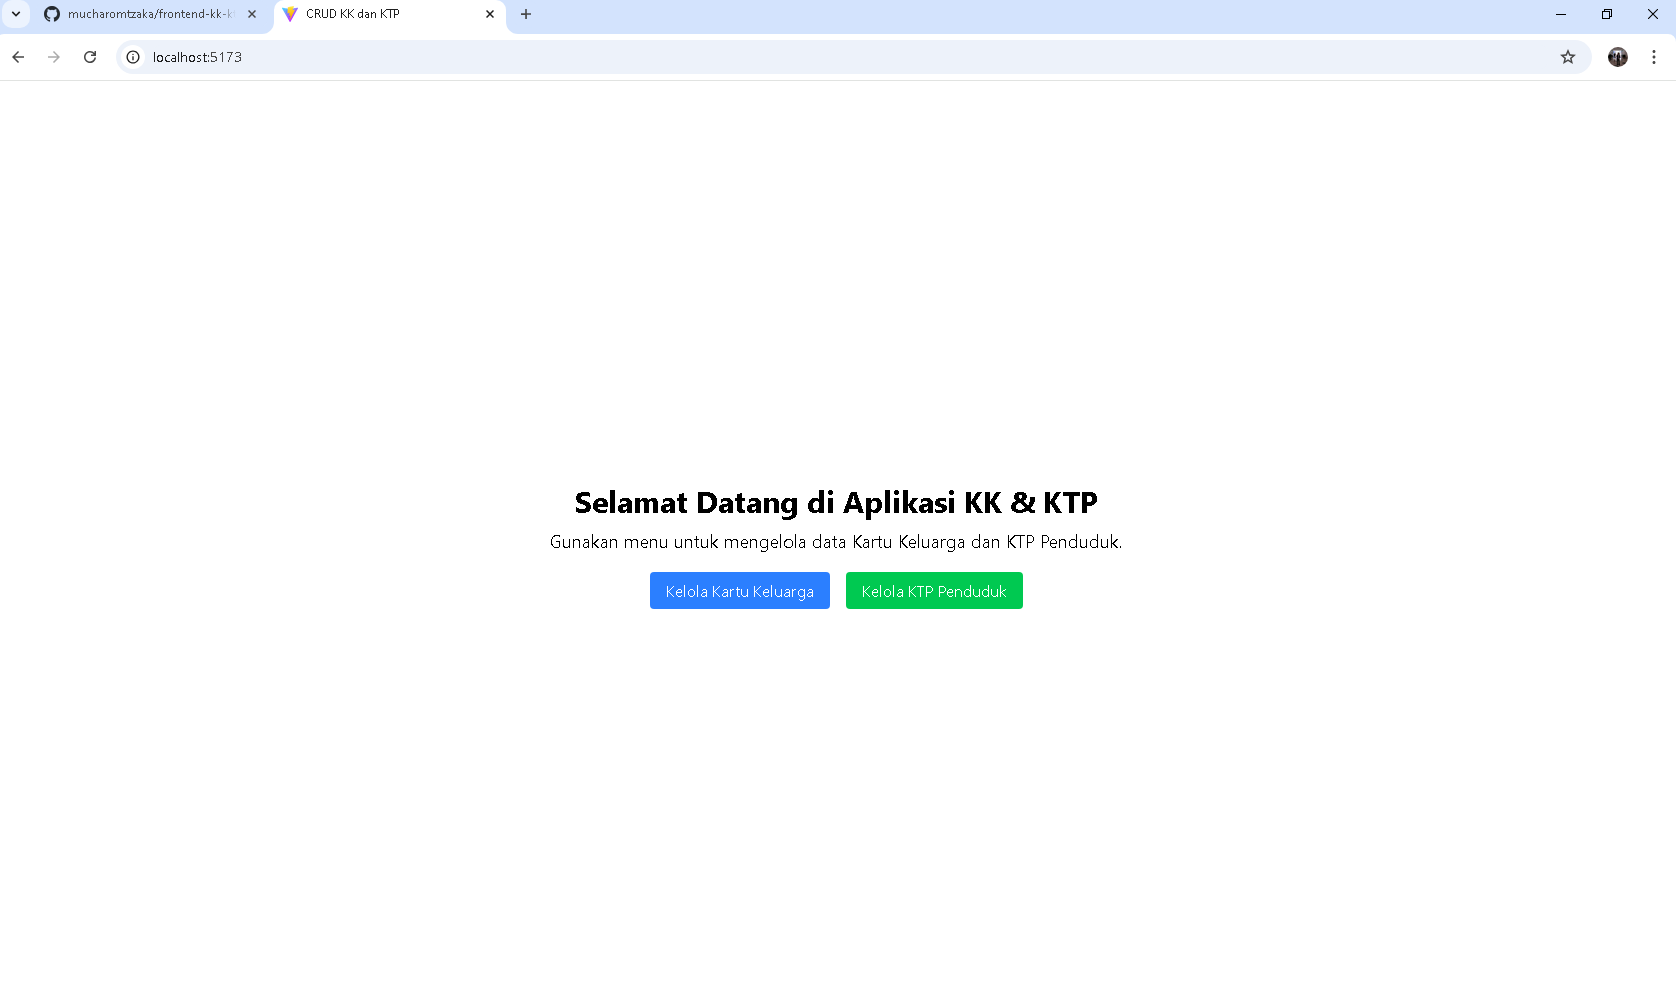 mucharomtzaka/frontend-kk-k
CRUD KK dan KTP
localhost:5173
Selamat Datang di Aplikasi KK & KTP
Gunakan menu untuk mengelola data Kartu Keluarga dan KTP Penduduk.
Kelola Kartu Keluarga
Kelola KTP Penduduk